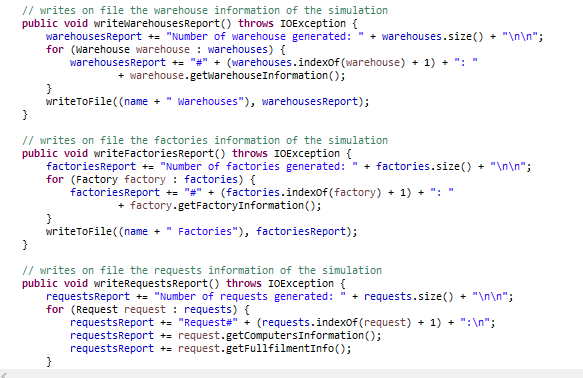 // writes on file the warehouse information of the simulation
public void writeWarehousesReport() throws IOException {
warehousesReport += "Number of warehouse generated: " + warehouses.size() + "\n\n";
for (Warehouse warehouse : warehouses) {
warehousesReport += "#" + (warehouses.indexOf(warehouse) + 1) + ": "
+ warehouse.getWarehouseInformation();
}
writeToFile((name + " Warehouses"), warehousesReport);
}
// writes on file the factories information of the simulation
public void writeFactoriesReport() throws IOException {
factoriesReport += "Number of factories generated: " + factories.size() + "\n\n";
for (Factory factory : factories) {
factoriesReport += "#" + (factories.indexOf(factory) + 1) + ": "
+ factory.getFactoryInformation();
}
writeToFile((name + " Factories"), factoriesReport);
}
// writes on file the requests information of the simulation
public void writeRequestsReport() throws IOException {
requestsReport += "Number of requests generated: " + requests.size() + "\n\n";
for (Request request : requests) {
requestsReport += "Request#" + (requests.indexOf(request) + 1) + ":\n";
requestsReport += request.getComputersInformation();
requestsReport += request.getFullfilmentInfo();
}